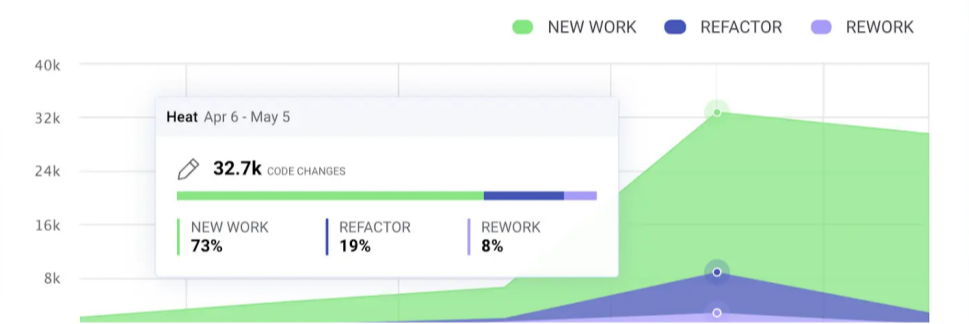 NEW WORK REFACTOR REWORK
40k
Heat Apr 6 - May 5
32k
32.7k CODE CHANGES
24k
NEW WORK REFACTOR REWORK
16k
73% 19% 8%
8k